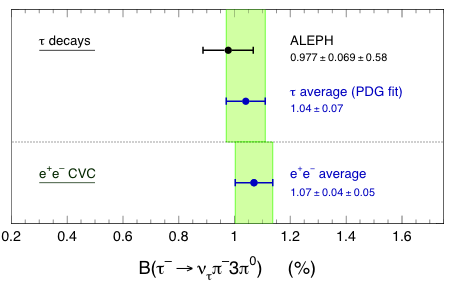 τ decays
ALEPH
0.977 ± 0.069 ± 0.58
τ average (PDG fit)
1.04 ± 0.07
e⁺e⁻ CVC
e⁺e⁻ average
1.07 ± 0.04 ± 0.05
0.2 0.4 0.6 0.8 1 1.2 1.4 1.6
B(τ⁻ → ν_τπ⁻3π⁰) (%)